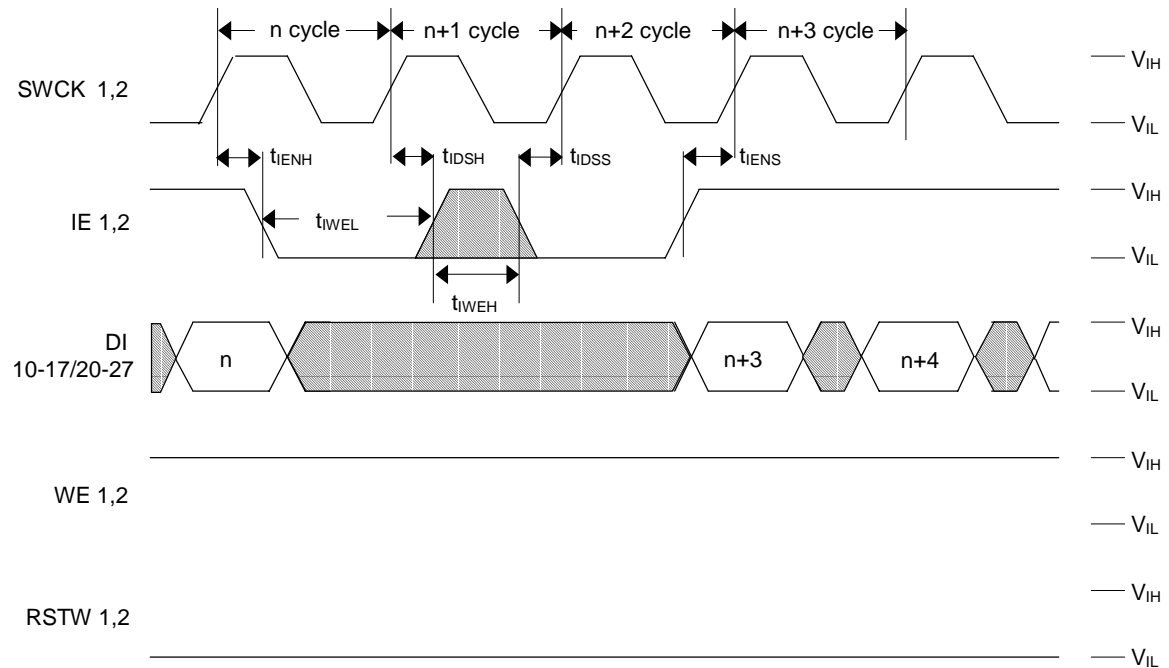 n cycle n+1 cycle n+2 cycle n+3 cycle
SWCK 1,2
VIH
VIL
tIENH tIDSH tIDSS tIENS
IE 1,2
tIWEL
VIH
VIL
tIWEH
DI
10-17/20-27
n n+3 n+4
VIH
VIL
WE 1,2
VIH
VIL
RSTW 1,2
VIH
VIL